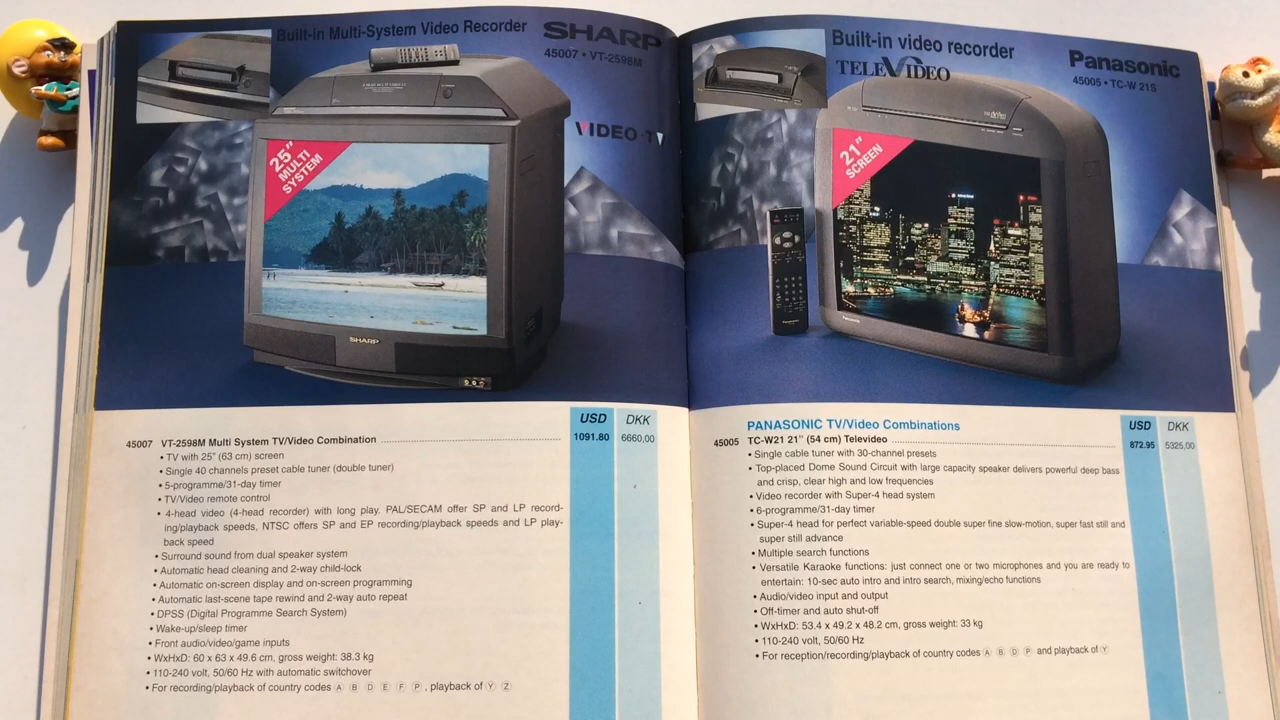 Built-in Multi-System Video Recorder
SHARP
45007 • VT-2598M
VIDEO TV
25"
MULTI
SYSTEM
SHARP
USD
DKK
45007 VT-2598M Multi System TV/Video Combination
1091.80
6660,00
• TV with 25" (63 cm) screen
• Single 40 channels preset cable tuner (double tuner)
• 5-programme/31-day timer
• TV/Video remote control
• 4-head video (4-head recorder) with long play. PAL/SECAM offer SP and LP record-
ing/playback speeds, NTSC offers SP and EP recording/playback speeds and LP play-
back speed
• Surround sound from dual speaker system
• Automatic head cleaning and 2-way child-lock
• Automatic on-screen display and on-screen programming
• Automatic last-scene tape rewind and 2-way auto repeat
• DPSS (Digital Programme Search System)
• Wake-up/sleep timer
• Front audio/video/game inputs
• WxHxD: 60 x 63 x 49.6 cm, gross weight: 38.3 kg
• 110-240 volt, 50/60 Hz with automatic switchover
• For recording/playback of country codes A B D E F P , playback of Y Z
Built-in video recorder
TELEVIDEO
Panasonic
45005 • TC-W 21S
21"
SCREEN
Panasonic
Panasonic
PANASONIC TV/Video Combinations
USD
DKK
45005 TC-W21 21" (54 cm) Televideo
872.95
5325,00
• Single cable tuner with 30-channel presets
• Top-placed Dome Sound Circuit with large capacity speaker delivers powerful deep bass
and crisp, clear high and low frequencies
• Video recorder with Super-4 head system
• 6-programme/31-day timer
• Super-4 head for perfect variable-speed double super fine slow-motion, super fast still and
super still advance
• Multiple search functions
• Versatile Karaoke functions: just connect one or two microphones and you are ready to
entertain: 10-sec auto intro and intro search, mixing/echo functions
• Audio/video input and output
• Off-timer and auto shut-off
• WxHxD: 53.4 x 49.2 x 48.2 cm, gross weight: 33 kg
• 110-240 volt, 50/60 Hz
• For reception/recording/playback of country codes A B D P and playback of Y